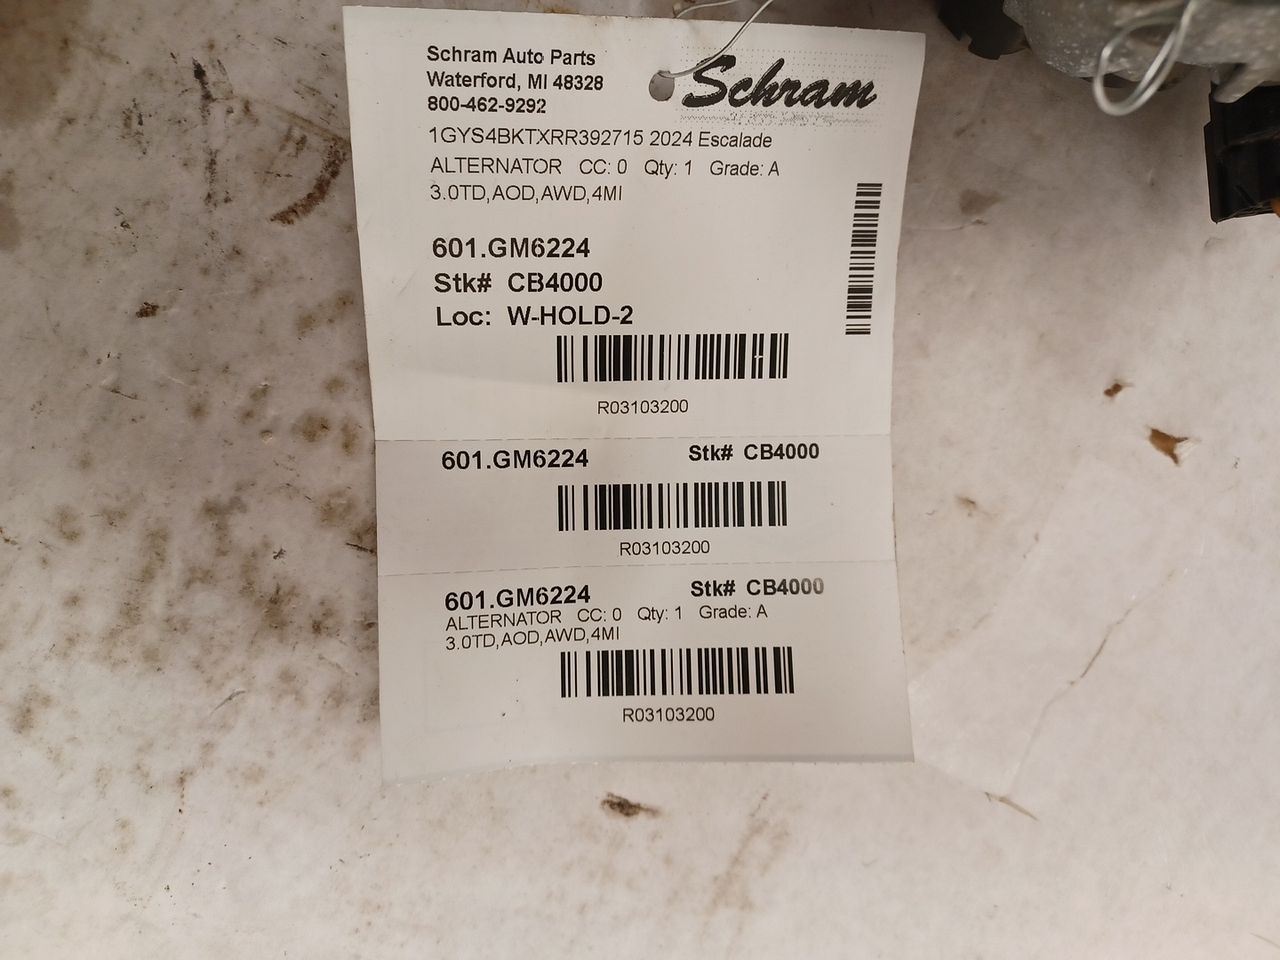 Schram Auto Parts
Waterford, MI 48328
800-462-9292
Schram
1GYS4BKTXRR392715 2024 Escalade
ALTERNATOR CC: 0 Qty: 1 Grade: A
3.0TD,AOD,AWD,4MI
601.GM6224
Stk# CB4000
Loc: W-HOLD-2
R03103200
601.GM6224 Stk# CB4000
R03103200
601.GM6224 Stk# CB4000
ALTERNATOR CC: 0 Qty: 1 Grade: A
3.0TD,AOD,AWD,4MI
R03103200